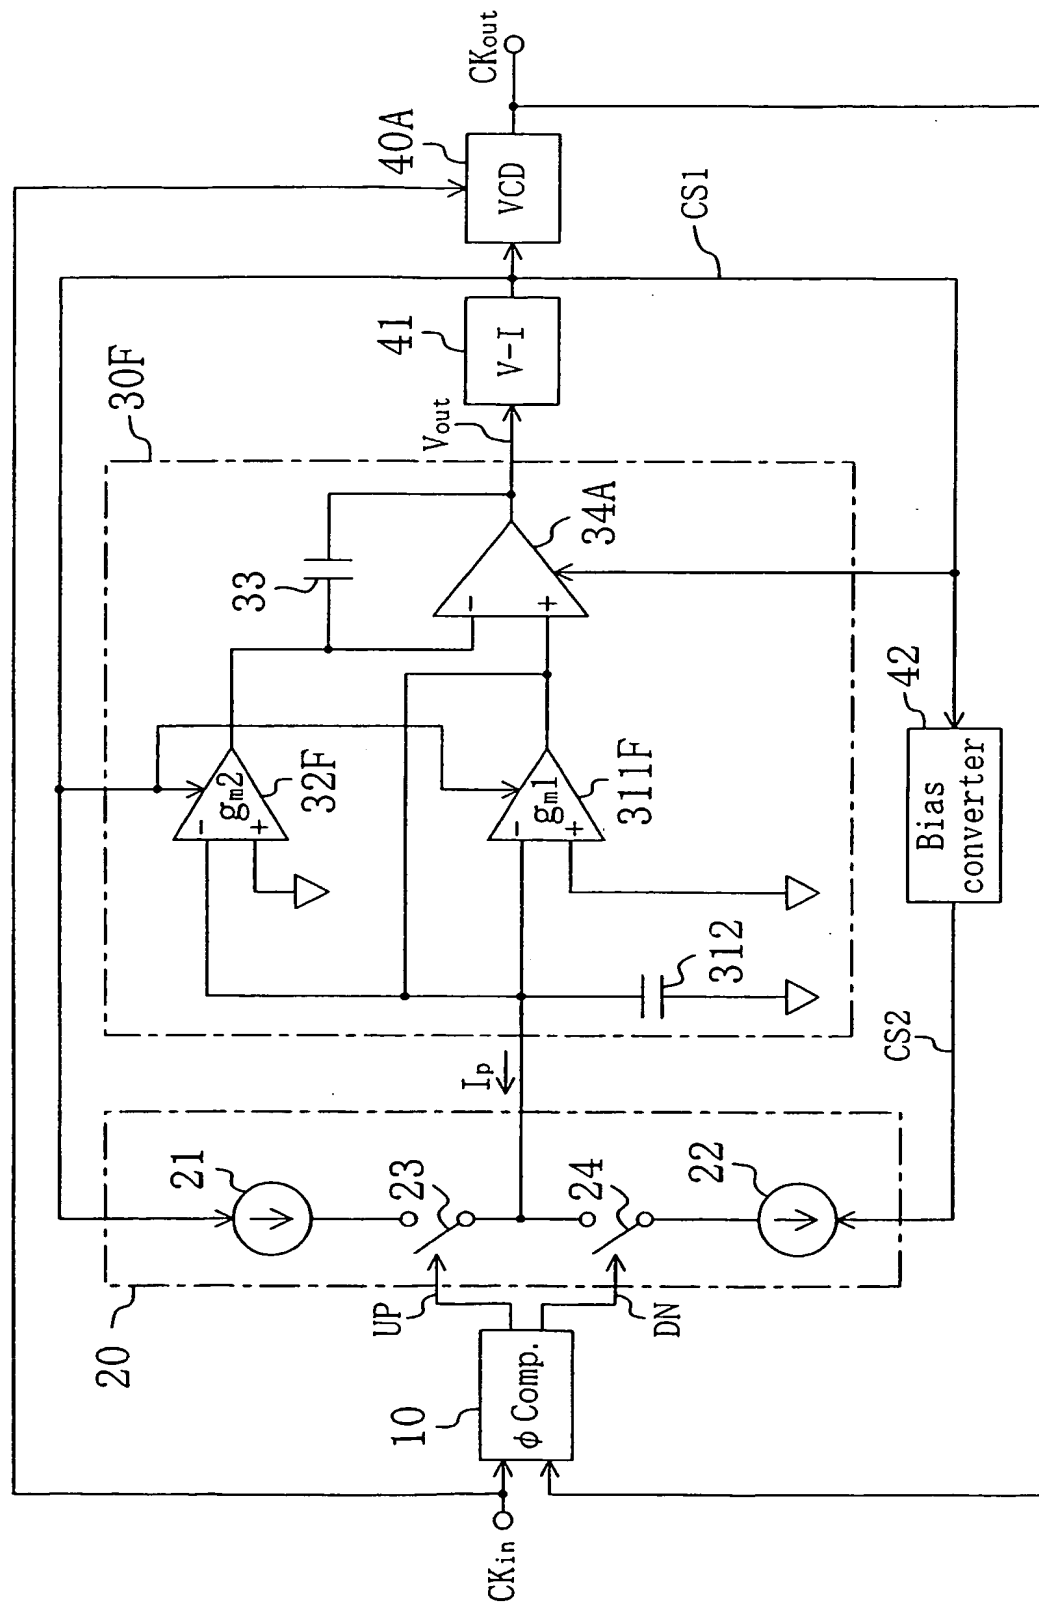 CKin
10
φ Comp.
UP
DN
20
21
22
23
24
Ip
30F
312
gm1
-
+
311F
gm2
-
+
32F
33
-
+
34A
Vout
41
V-I
40A
VCD
CKout
CS1
42
Bias
converter
CS2